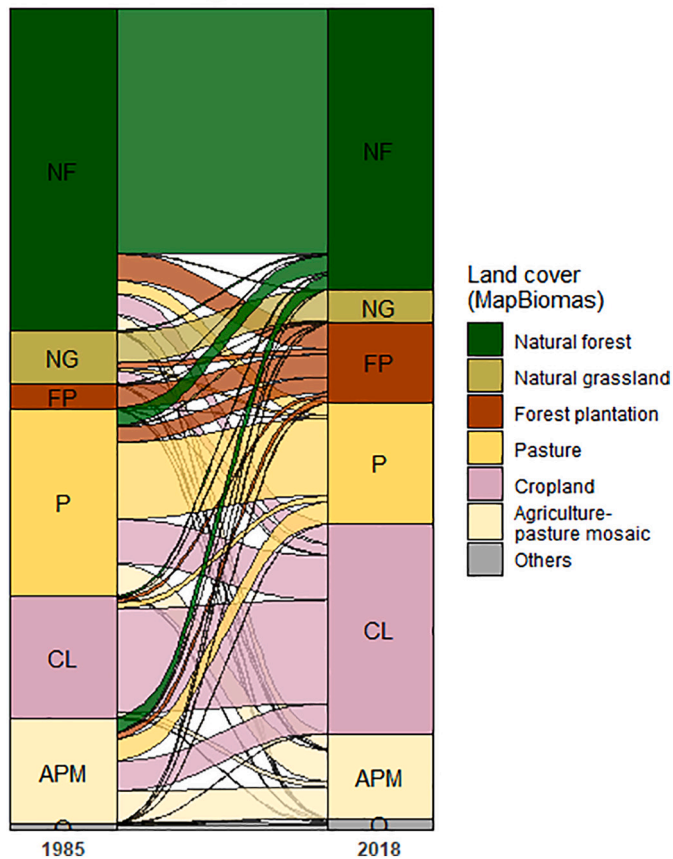 NF
NG
FP
P
CL
APM
1985
NF
NG
FP
P
CL
APM
2018
Land cover
(MapBiomas)
Natural forest
Natural grassland
Forest plantation
Pasture
Cropland
Agriculture-
pasture mosaic
Others